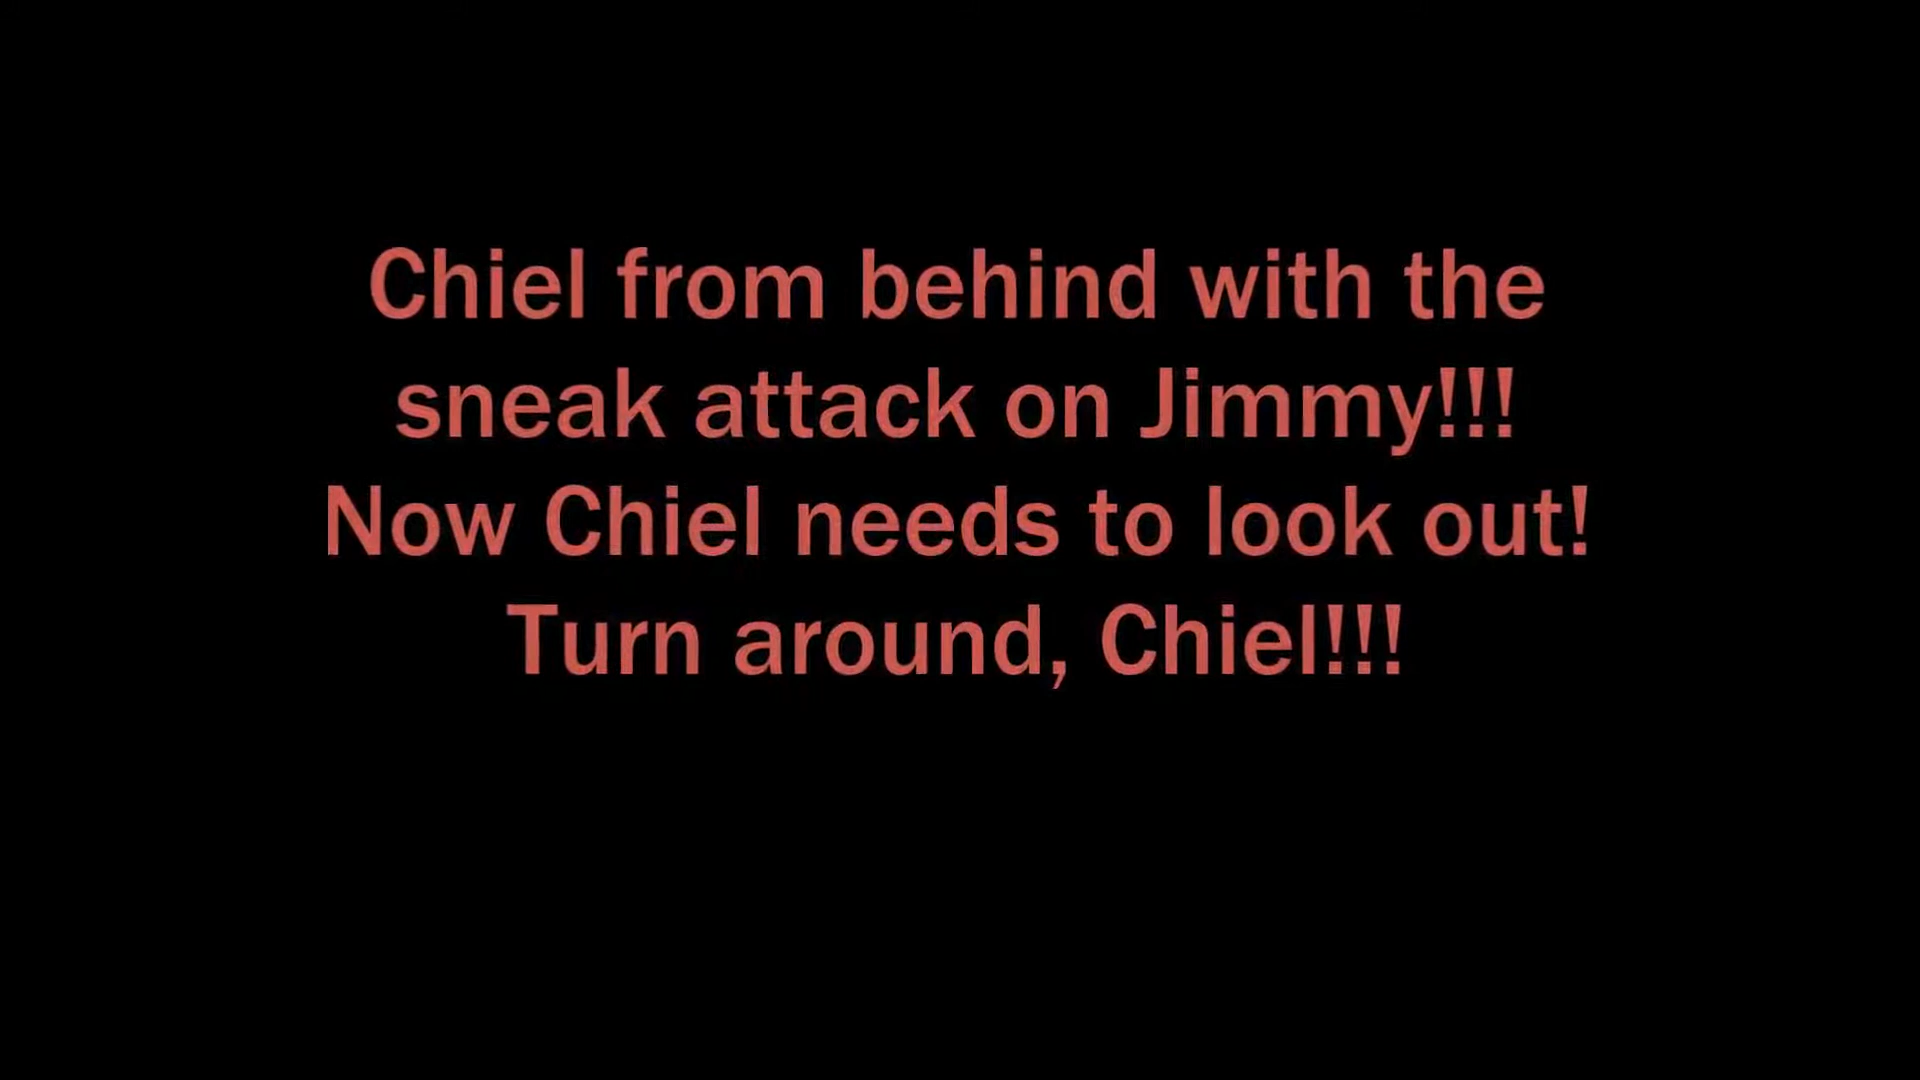 Chiel from behind with the
sneak attack on Jimmy!!!
Now Chiel needs to look out!
Turn around, Chiel!!!